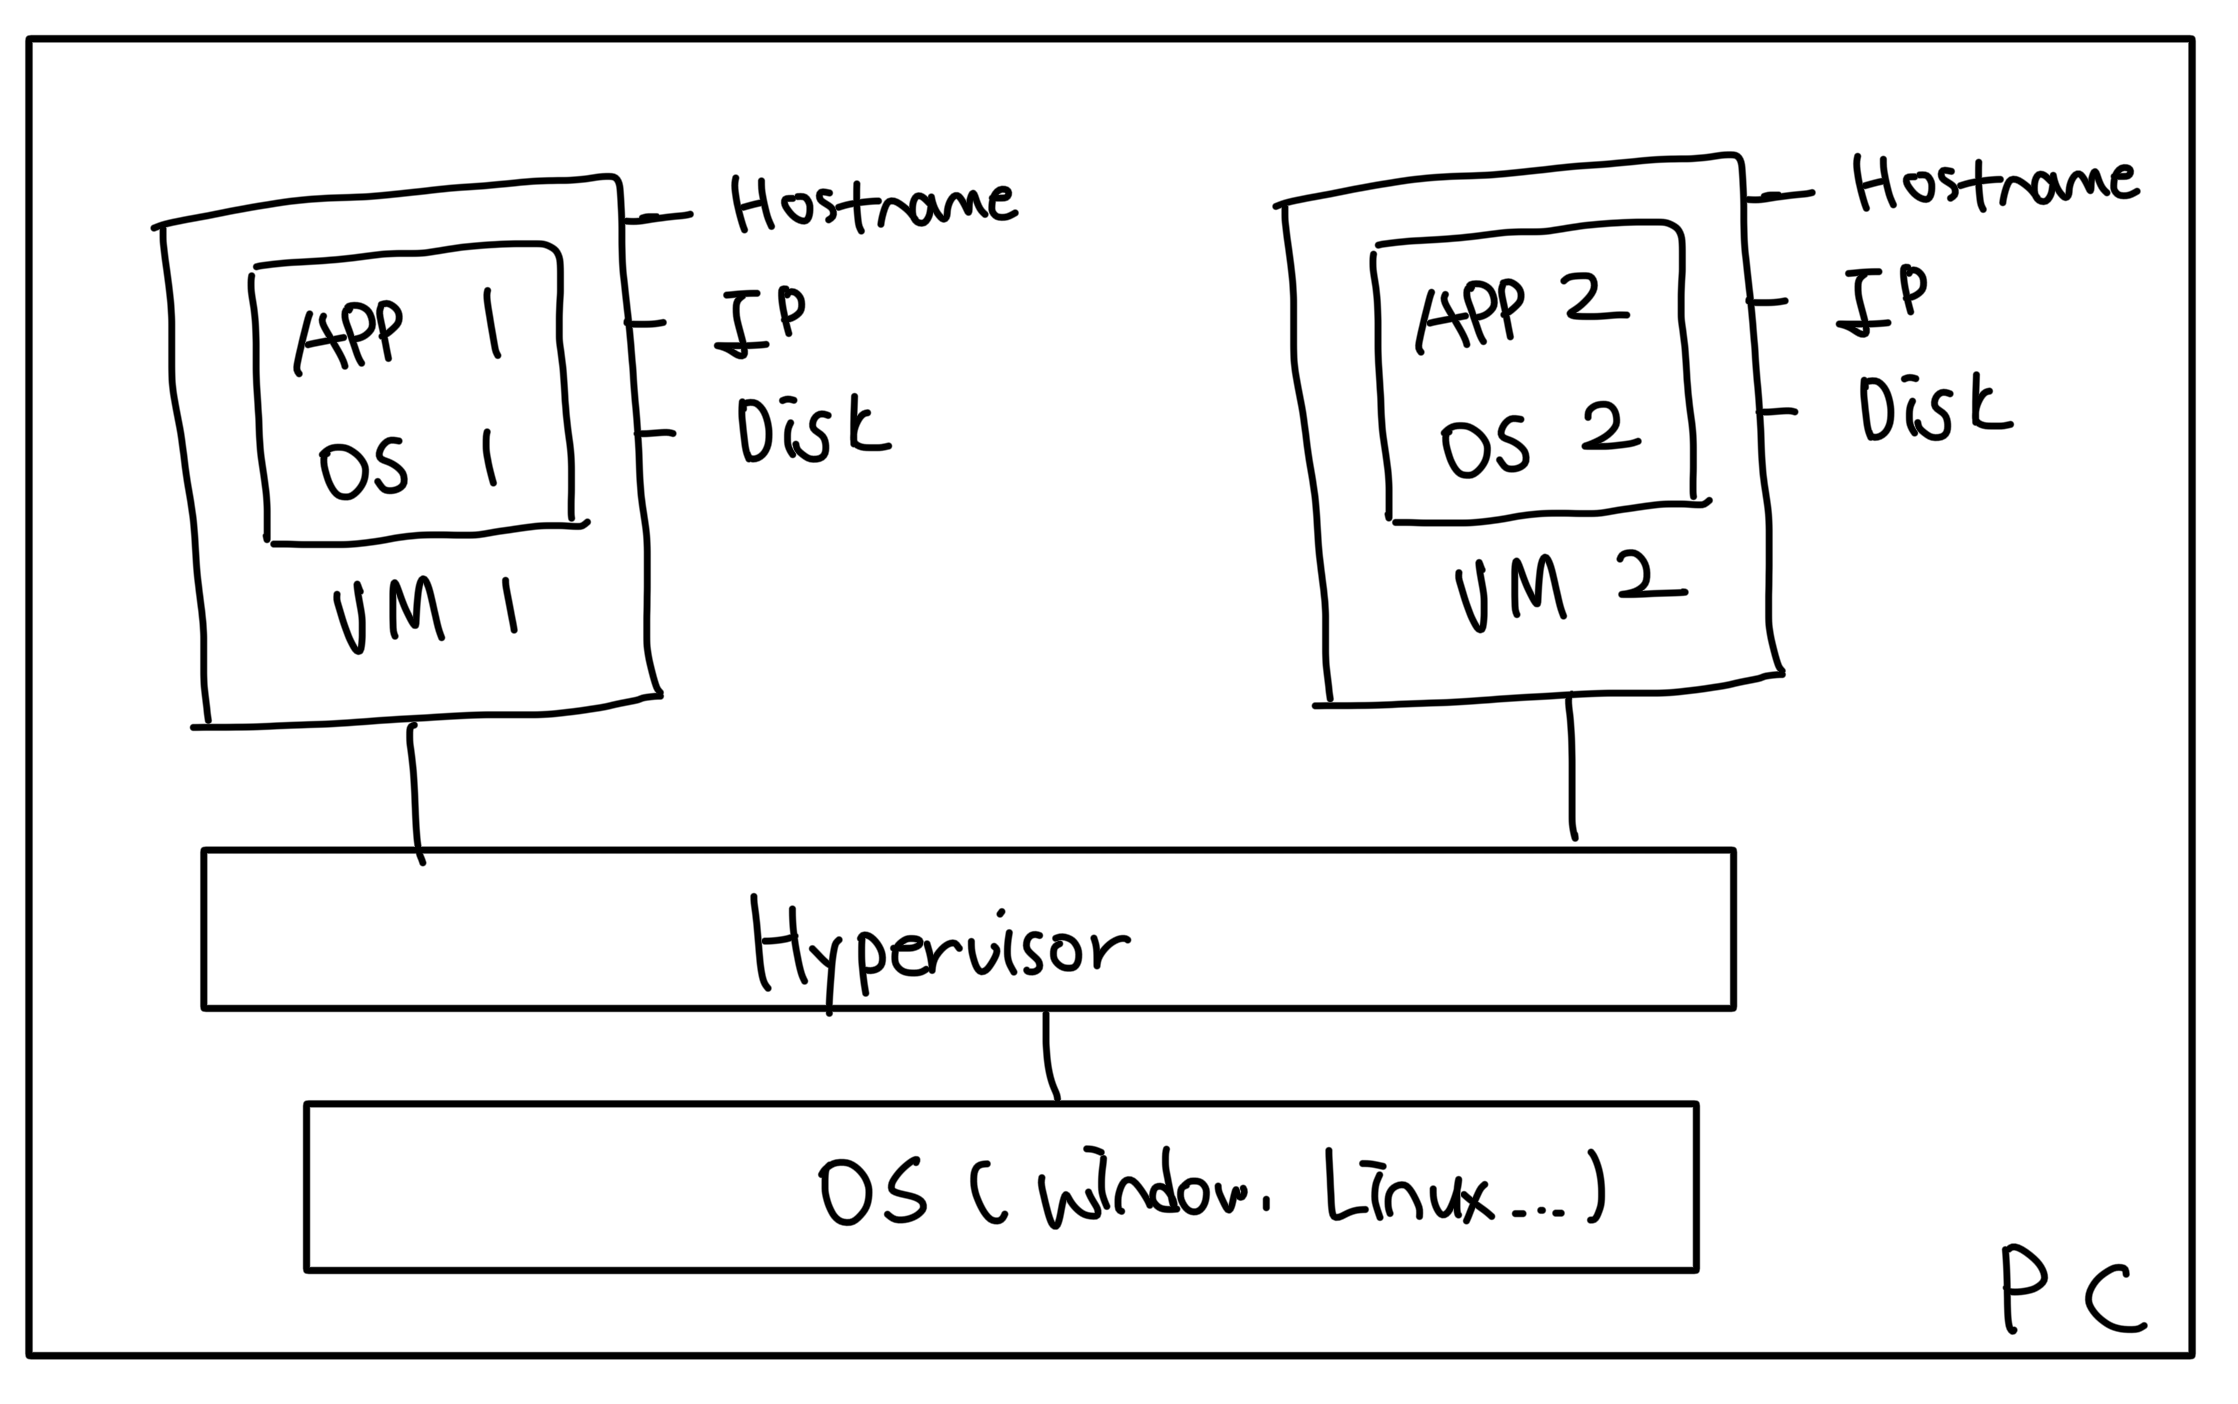 Hostname
IP
Disk
APP 1
OS 1
VM 1
Hostname
IP
Disk
APP 2
OS 2
VM 2
Hypervisor
OS (Window. Linux ...)
PC